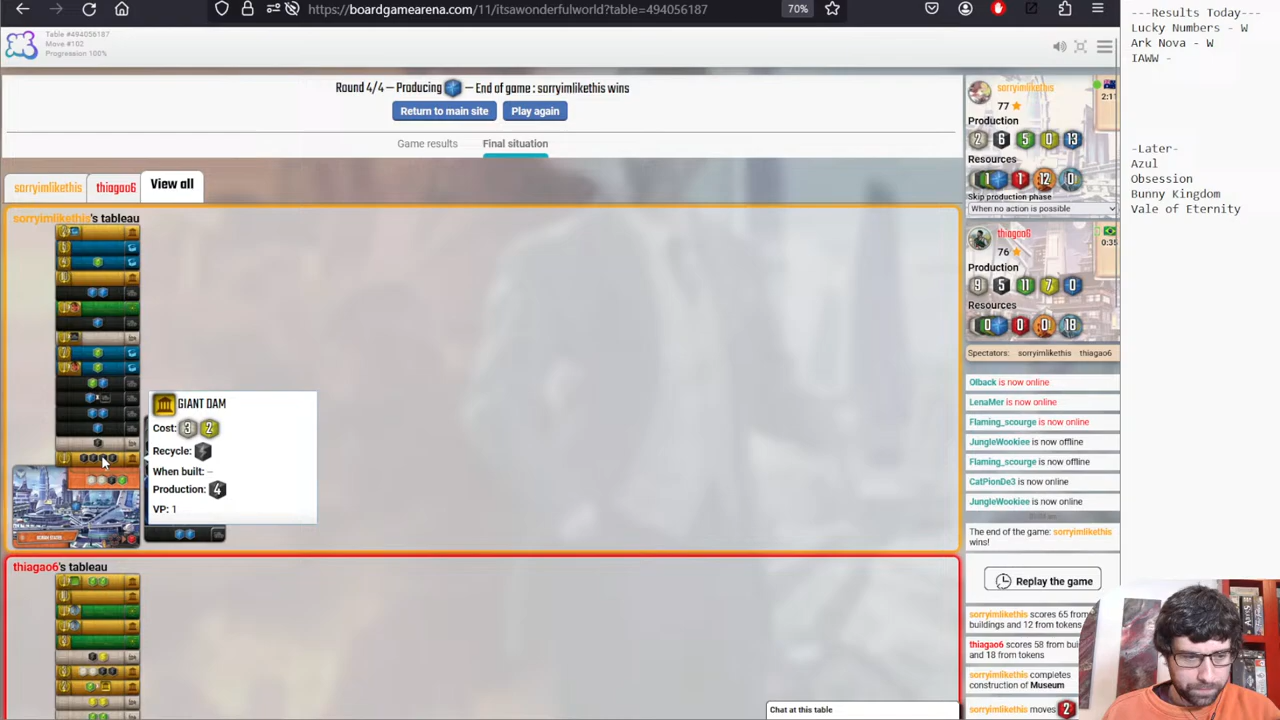 https://boardgamearena.com/11/itsawonderfulworld?table=494056187
70%
Table #494056187
Move #102
Progression 100%
Round 4/4 — Producing — End of game : sorryimlikethis wins
Return to main site
Play again
Game results
Final situation
sorryimlikethis
thiagao6
View all
sorryimlikethis's tableau
GIANT DAM
Cost: 3 2
Recycle:
When built: –
Production: 4
VP: 1
thiagao6's tableau
sorryimlikethis
77
2:11
Production
2 6 5 0 13
Resources
1 1 12 0
Skip production phase
When no action is possible
thiagao6
76
0:35
Production
9 5 11 7 0
Resources
0 0 0 18
Spectators: sorryimlikethis thiagao6
Olback is now online
LenaMer is now online
Flaming_scourge is now online
JungleWookiee is now offline
Flaming_scourge is now offline
CatPionDe3 is now online
JungleWookiee is now online
The end of the game: sorryimlikethis
wins!
Replay the game
sorryimlikethis scores 65 from
buildings and 12 from tokens
thiagao6 scores 58 from bui
and 18 from tokens
sorryimlikethis completes
construction of Museum
sorryimlikethis moves 2
Chat at this table
---Results Today---
Lucky Numbers - W
Ark Nova - W
IAWW -
-Later-
Azul
Obsession
Bunny Kingdom
Vale of Eternity